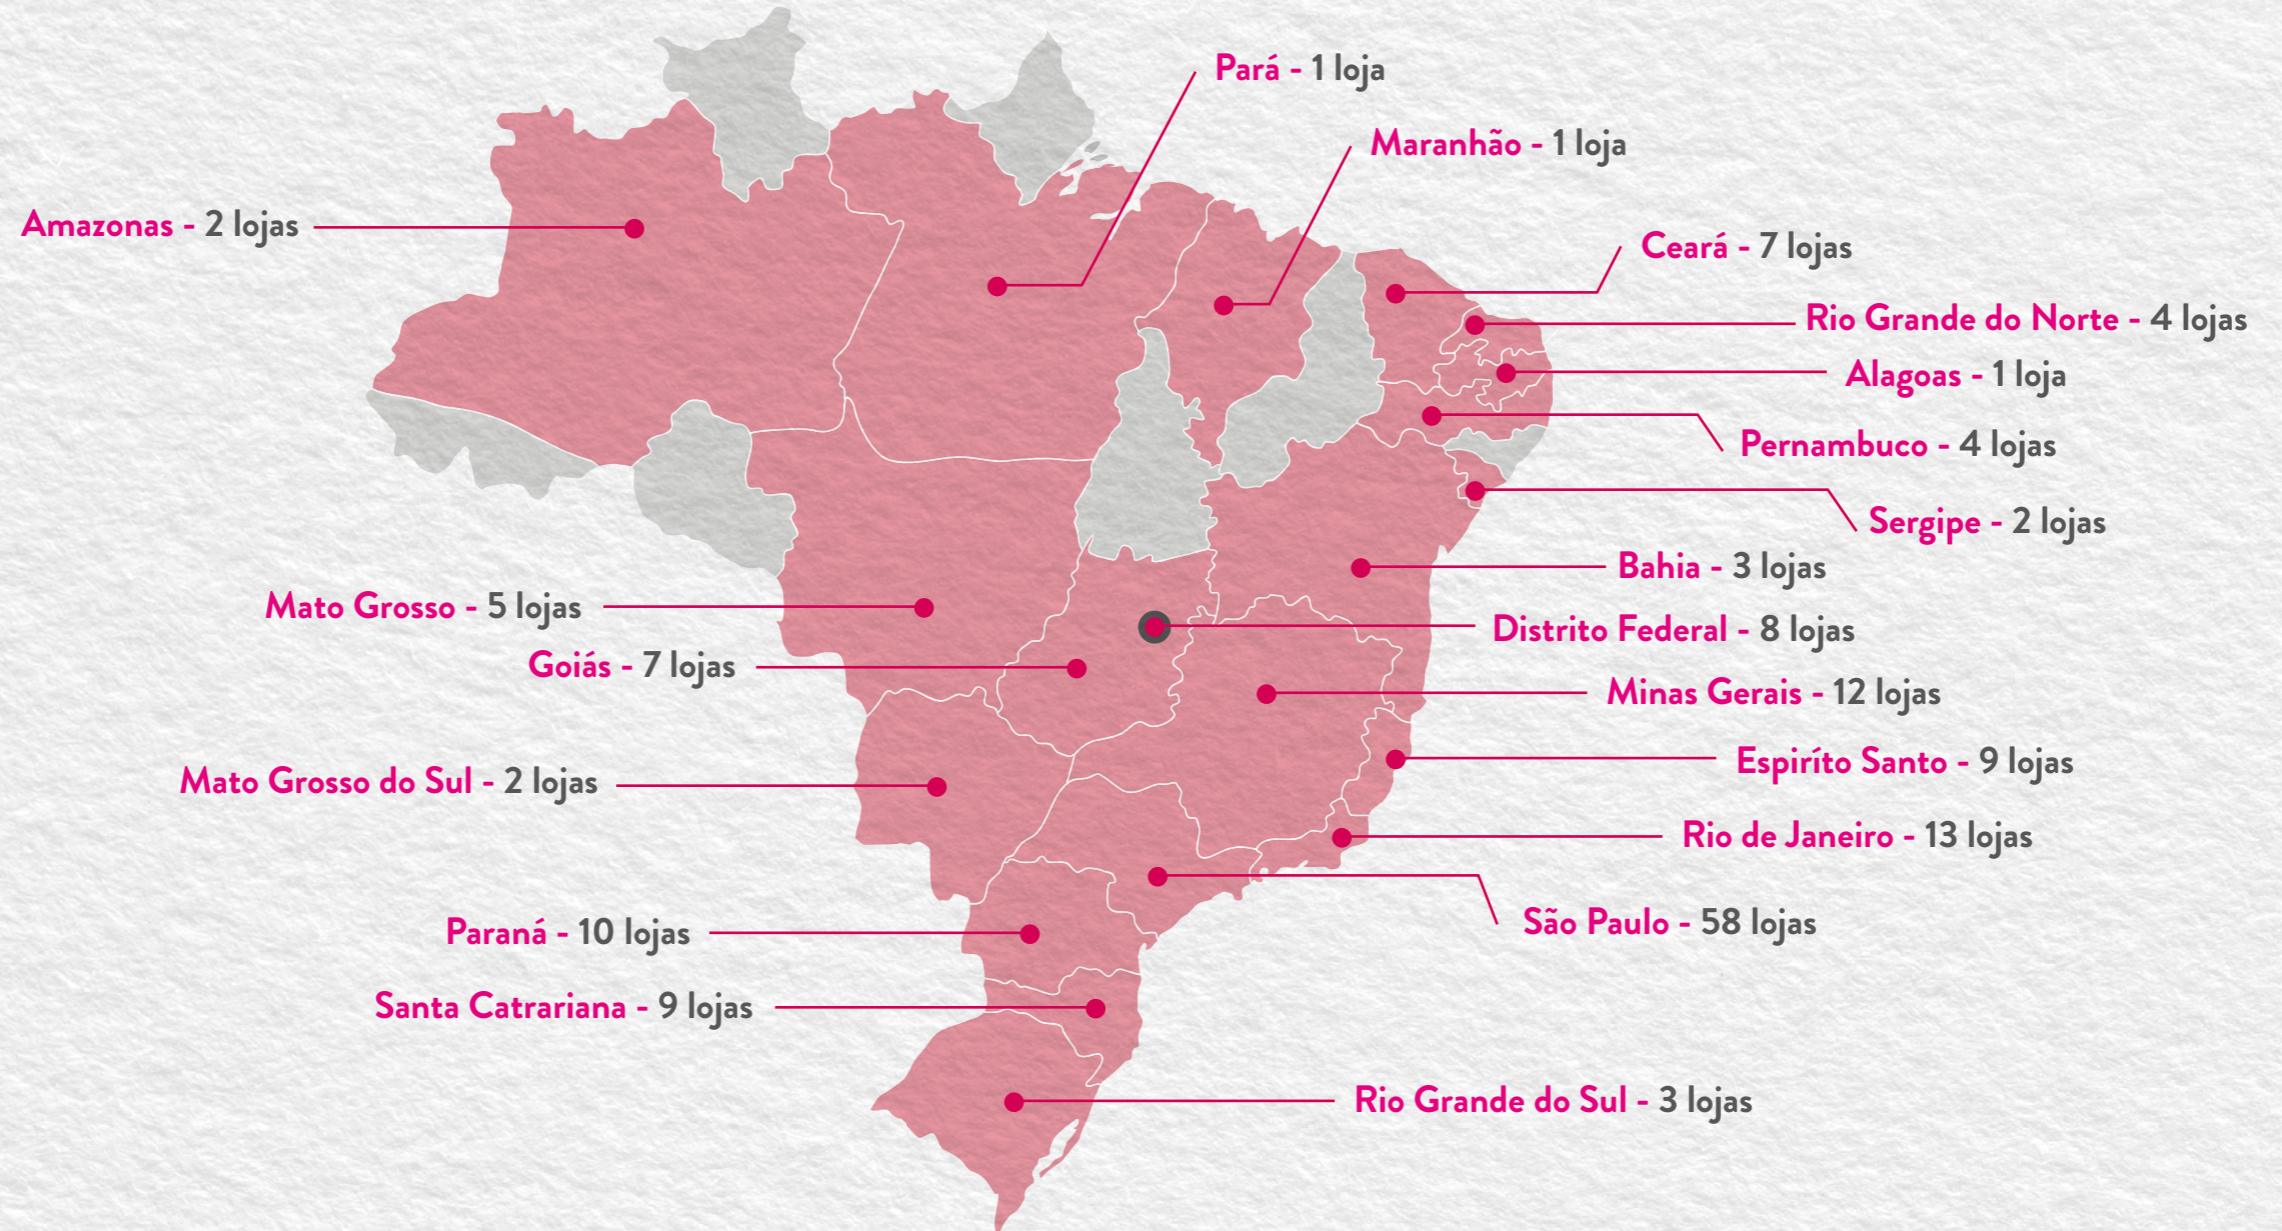 Pará - 1 loja
Maranhão - 1 loja
Amazonas - 2 lojas
Ceará - 7 lojas
Rio Grande do Norte - 4 lojas
Alagoas - 1 loja
Pernambuco - 4 lojas
Sergipe - 2 lojas
Bahia - 3 lojas
Mato Grosso - 5 lojas
Distrito Federal - 8 lojas
Goiás - 7 lojas
Minas Gerais - 12 lojas
Espiríto Santo - 9 lojas
Mato Grosso do Sul - 2 lojas
Rio de Janeiro - 13 lojas
São Paulo - 58 lojas
Paraná - 10 lojas
Santa Catrariana - 9 lojas
Rio Grande do Sul - 3 lojas